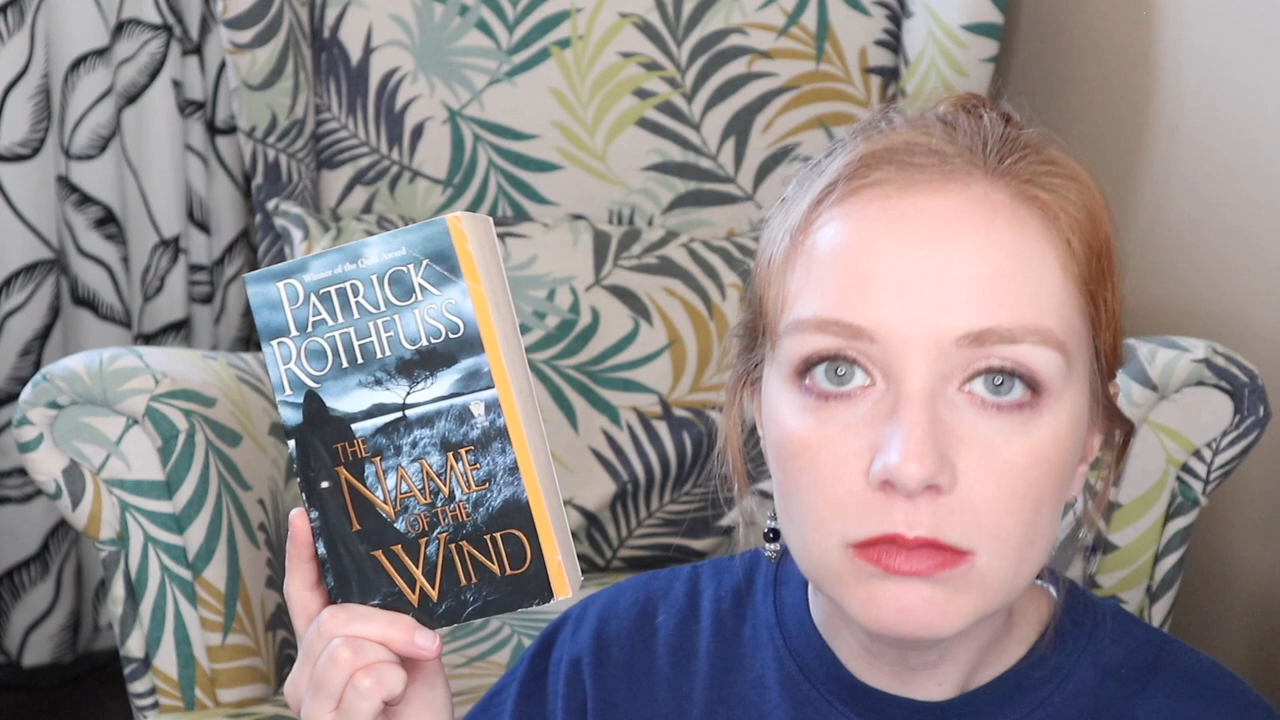 Winner of the Quill Award
PATRICK
ROTHFUSS
THE
NAME
OF THE
WIND